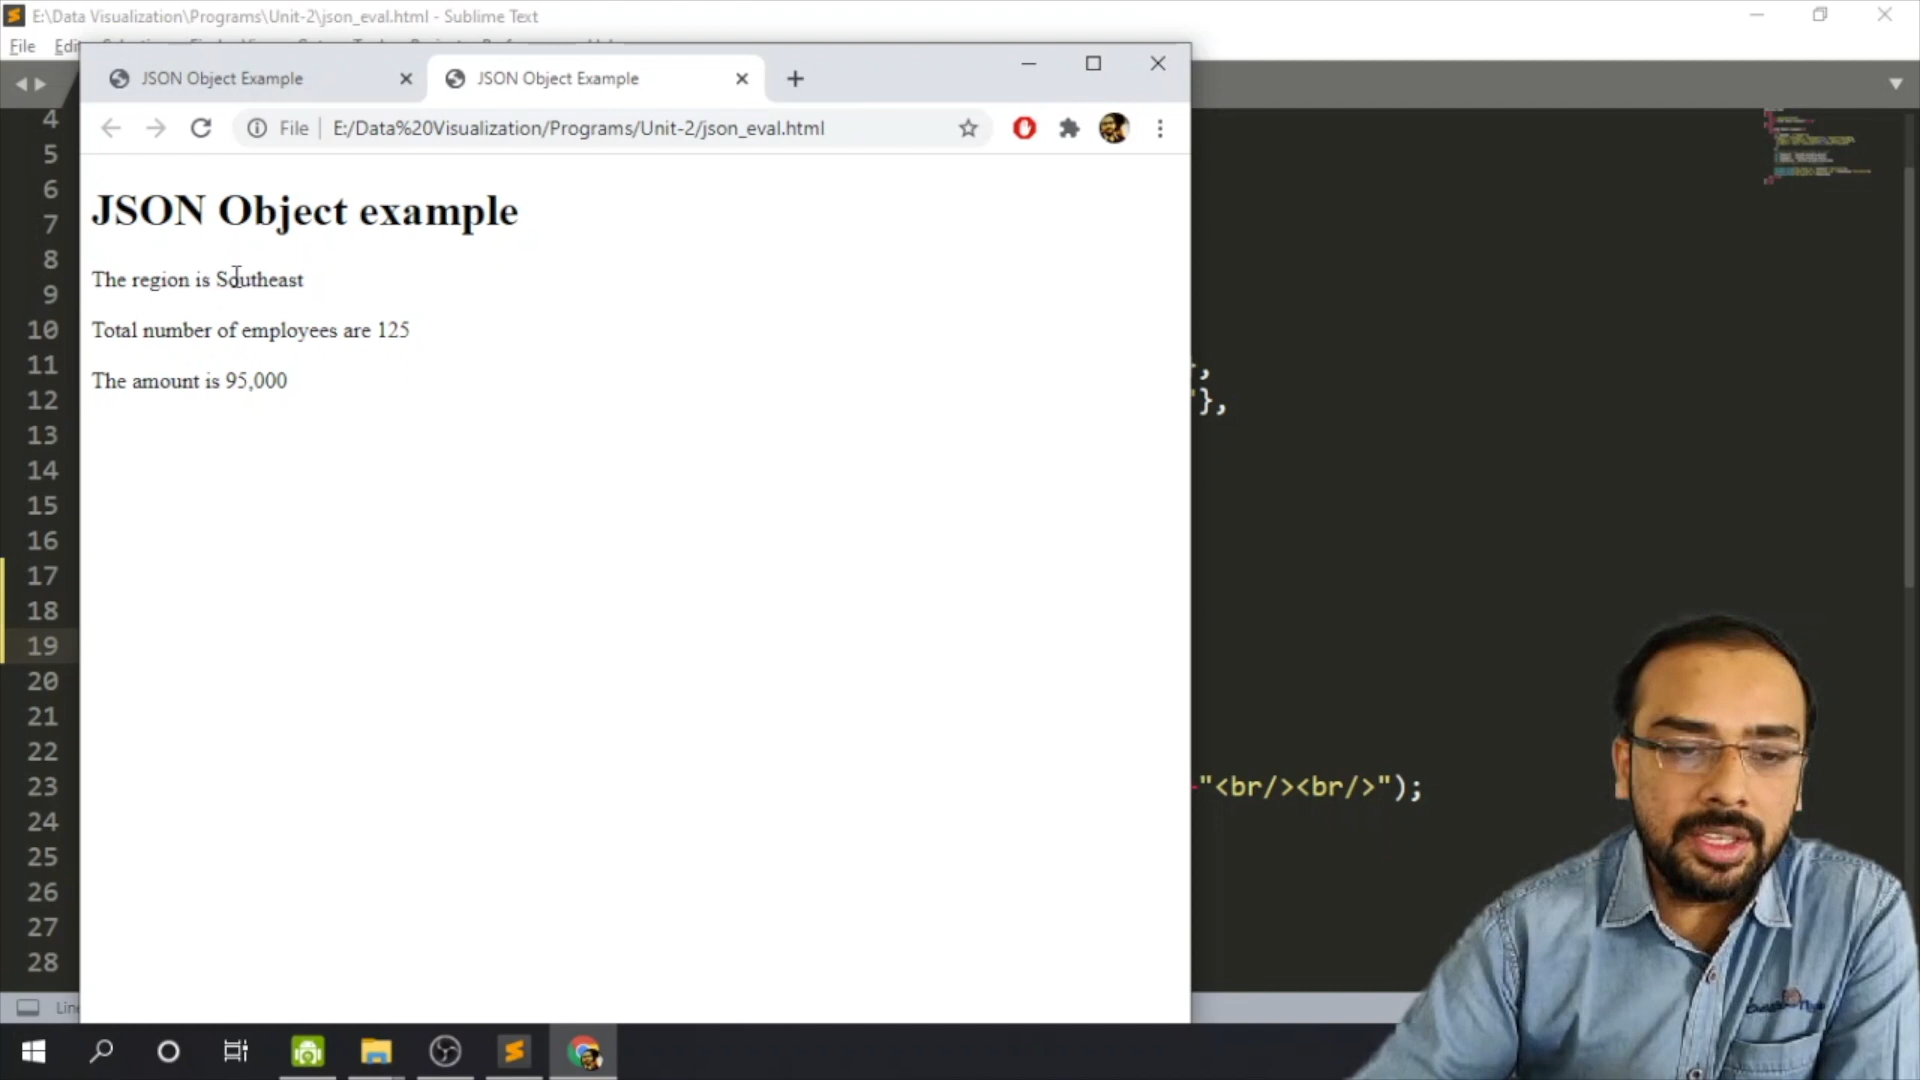 E:\Data Visualization\Programs\Unit-2\json_eval.html - Sublime Text
File
JSON Object Example
JSON Object Example
File
E:/Data%20Visualization/Programs/Unit-2/json_eval.html
JSON Object example
The region is Southeast
Total number of employees are 125
The amount is 95,000
4
5
6
7
8
9
10
11
},
12
"},
13
14
15
16
17
18
19
20
21
22
23
"<br/><br/>");
24
25
26
27
28